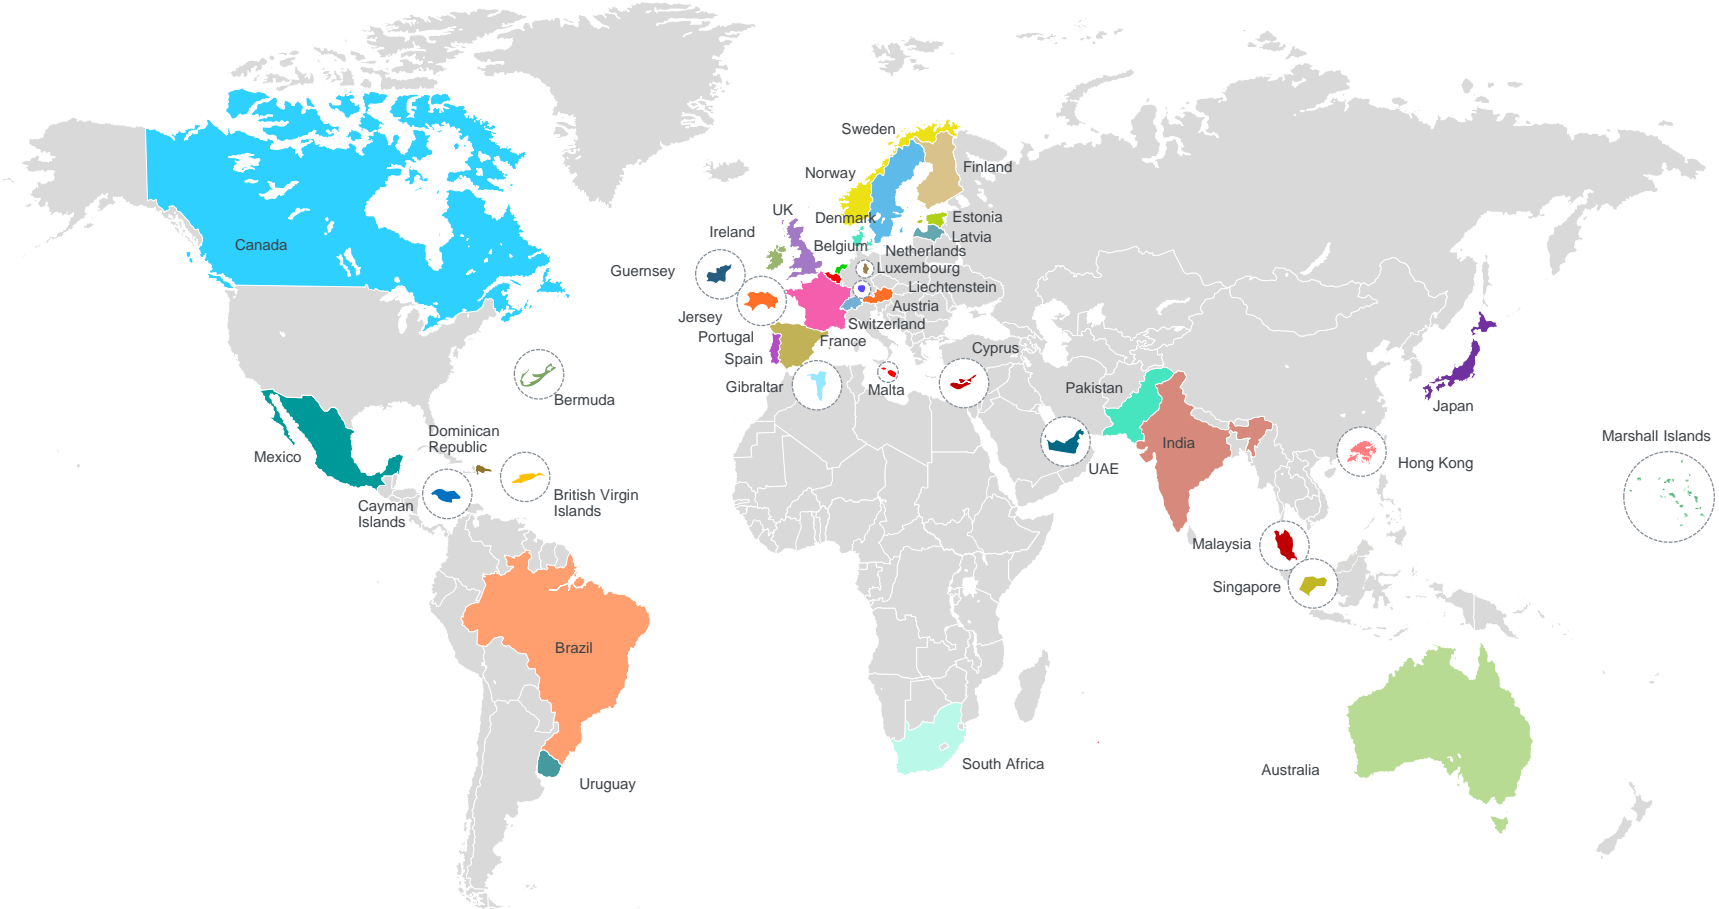 Sweden
Finland
Norway
UK
Denmark
Estonia
Ireland
Latvia
Belgium
Netherlands
Canada
Guernsey
Luxembourg
Liechtenstein
Austria
Jersey
Switzerland
Portugal
France
Spain
Cyprus
Gibraltar
Malta
Pakistan
Bermuda
Japan
Dominican
Republic
India
Marshall Islands
Mexico
Hong Kong
UAE
British Virgin
Islands
Cayman
Islands
Malaysia
Singapore
Brazil
South Africa
Australia
Uruguay